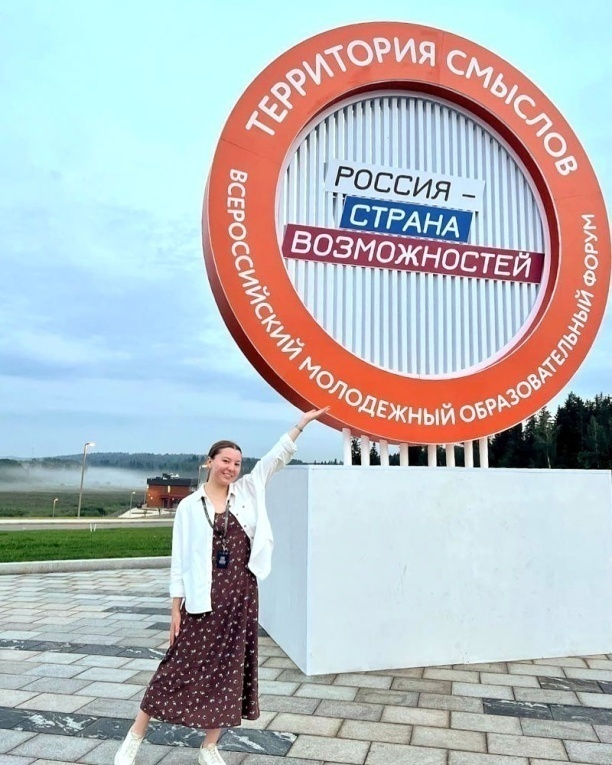 ТЕРРИТОРИЯ СМЫСЛОВ
РОССИЯ –
СТРАНА
ВОЗМОЖНОСТЕЙ
ВСЕРОССИЙСКИЙ МОЛОДЕЖНЫЙ ОБРАЗОВАТЕЛЬНЫЙ ФОРУМ